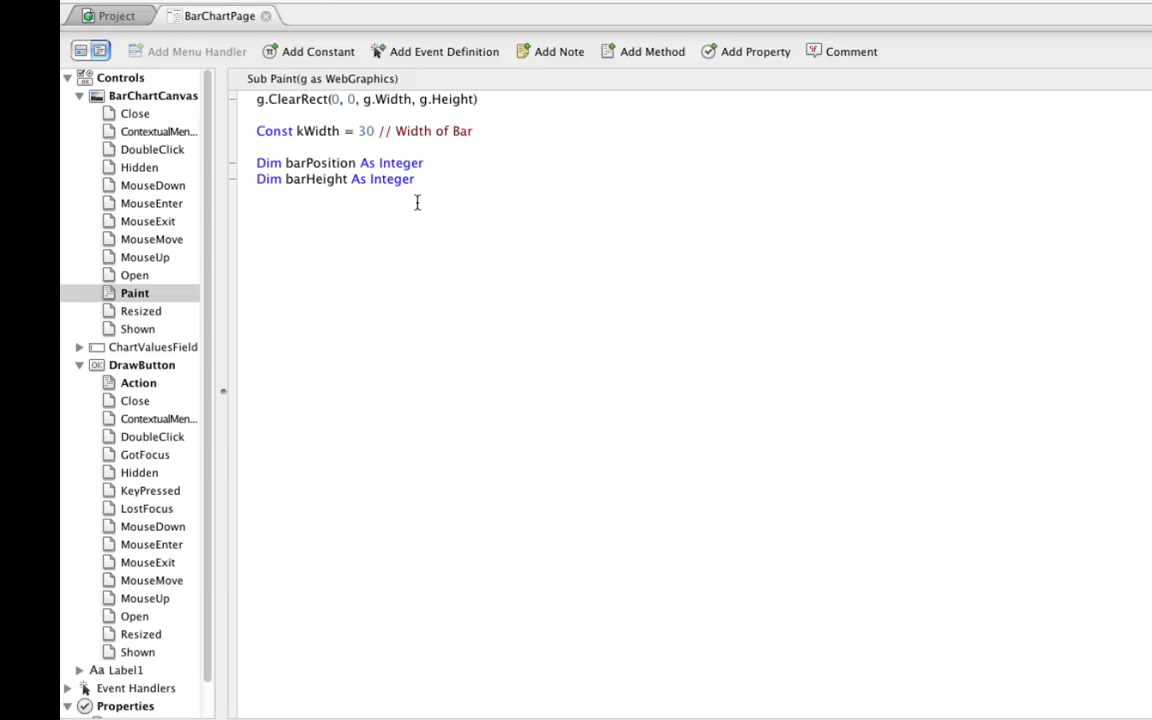 Project
BarChartPage
Add Menu Handler
Add Constant
Add Event Definition
Add Note
Add Method
Add Property
Comment
Controls
BarChartCanvas
Close
ContextualMen...
DoubleClick
Hidden
MouseDown
MouseEnter
MouseExit
MouseMove
MouseUp
Open
Paint
Resized
Shown
ChartValuesField
OK DrawButton
Action
Close
ContextualMen...
DoubleClick
GotFocus
Hidden
KeyPressed
LostFocus
MouseDown
MouseEnter
MouseExit
MouseMove
MouseUp
Open
Resized
Shown
Aa Label1
Event Handlers
Properties
Sub Paint(g as WebGraphics)
g.ClearRect(0, 0, g.Width, g.Height)
Const kWidth = 30 // Width of Bar
Dim barPosition As Integer
Dim barHeight As Integer